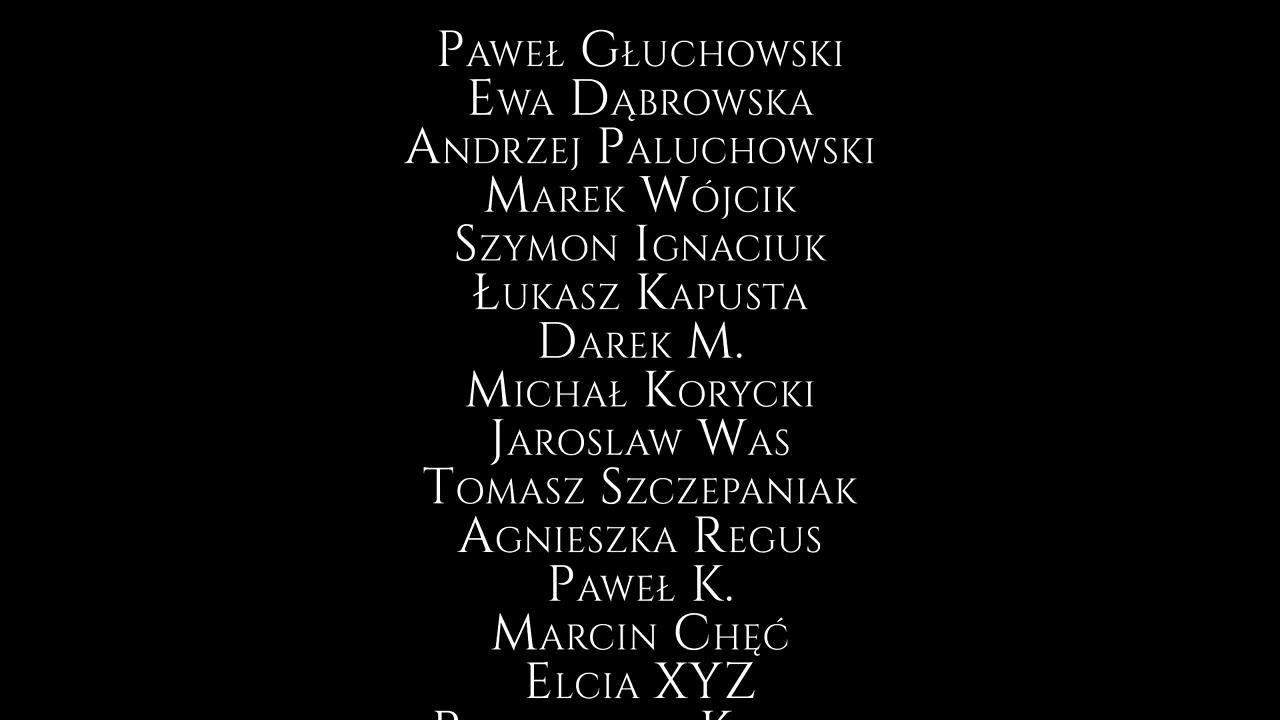 Paweł Głuchowski
Ewa Dąbrowska
Andrzej Paluchowski
Marek Wójcik
Szymon Ignaciuk
Łukasz Kapusta
Darek M.
Michał Korycki
Jaroslaw Was
Tomasz Szczepaniak
Agnieszka Regus
Paweł K.
Marcin Chęć
Elcia XYZ